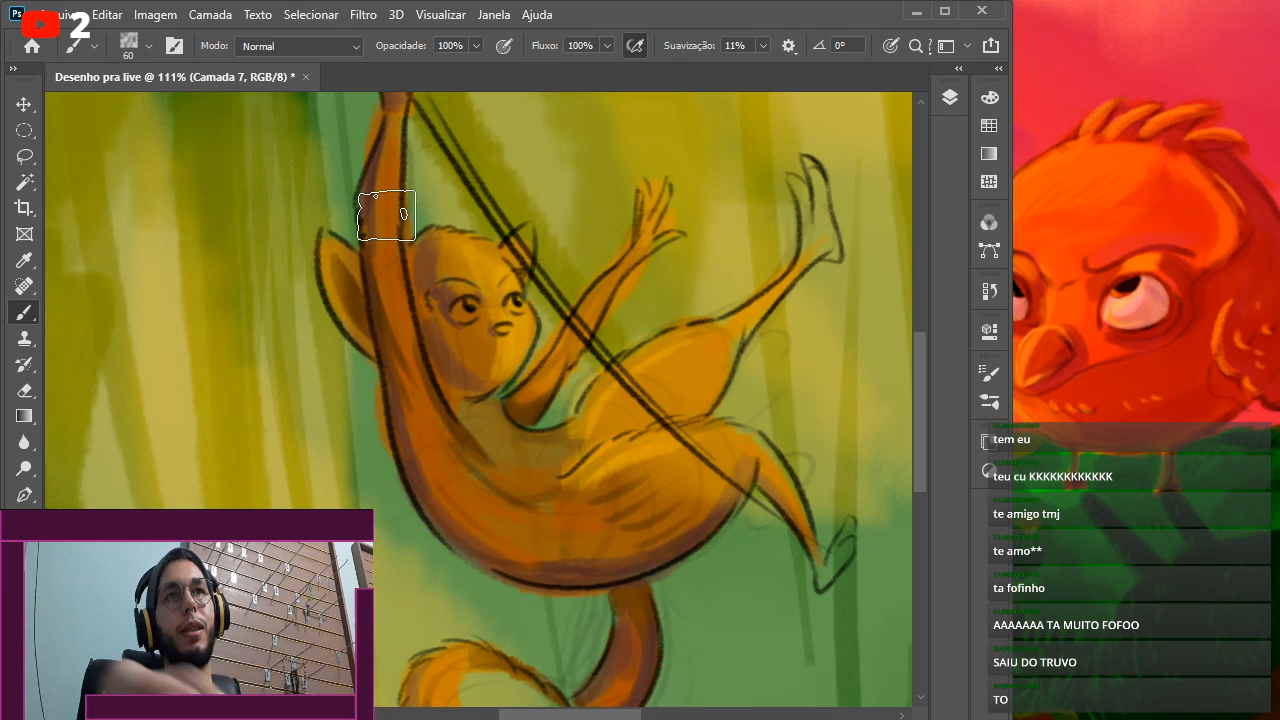 Ps Arquivo Editar Imagem Camada Texto Selecionar Filtro 3D Visualizar Janela Ajuda
2
60 Modo: Normal Opacidade: 100% Fluxo: 100% Suavização: 11% 0°
Desenho pra live @ 111% (Camada 7, RGB/8) * ×
tem eu
teu cu KKKKKKKKKKKK
te amigo tmj
te amo**
ta fofinho
AAAAAAA TA MUITO FOFOO
SAIU DO TRUVO
TO